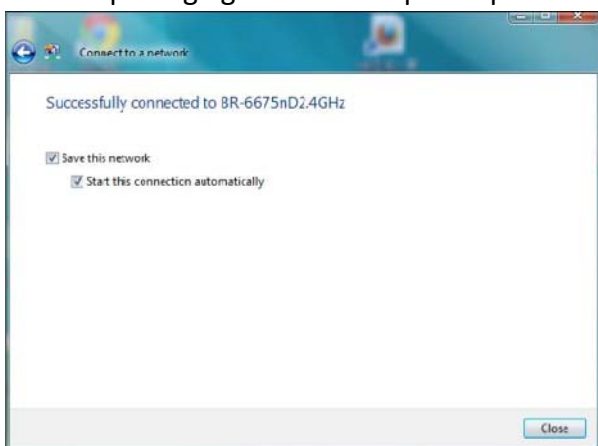 Connect to a network
Successfully connected to BR-6675nD2.4GHz
Save this network
Start this connection automatically
Close